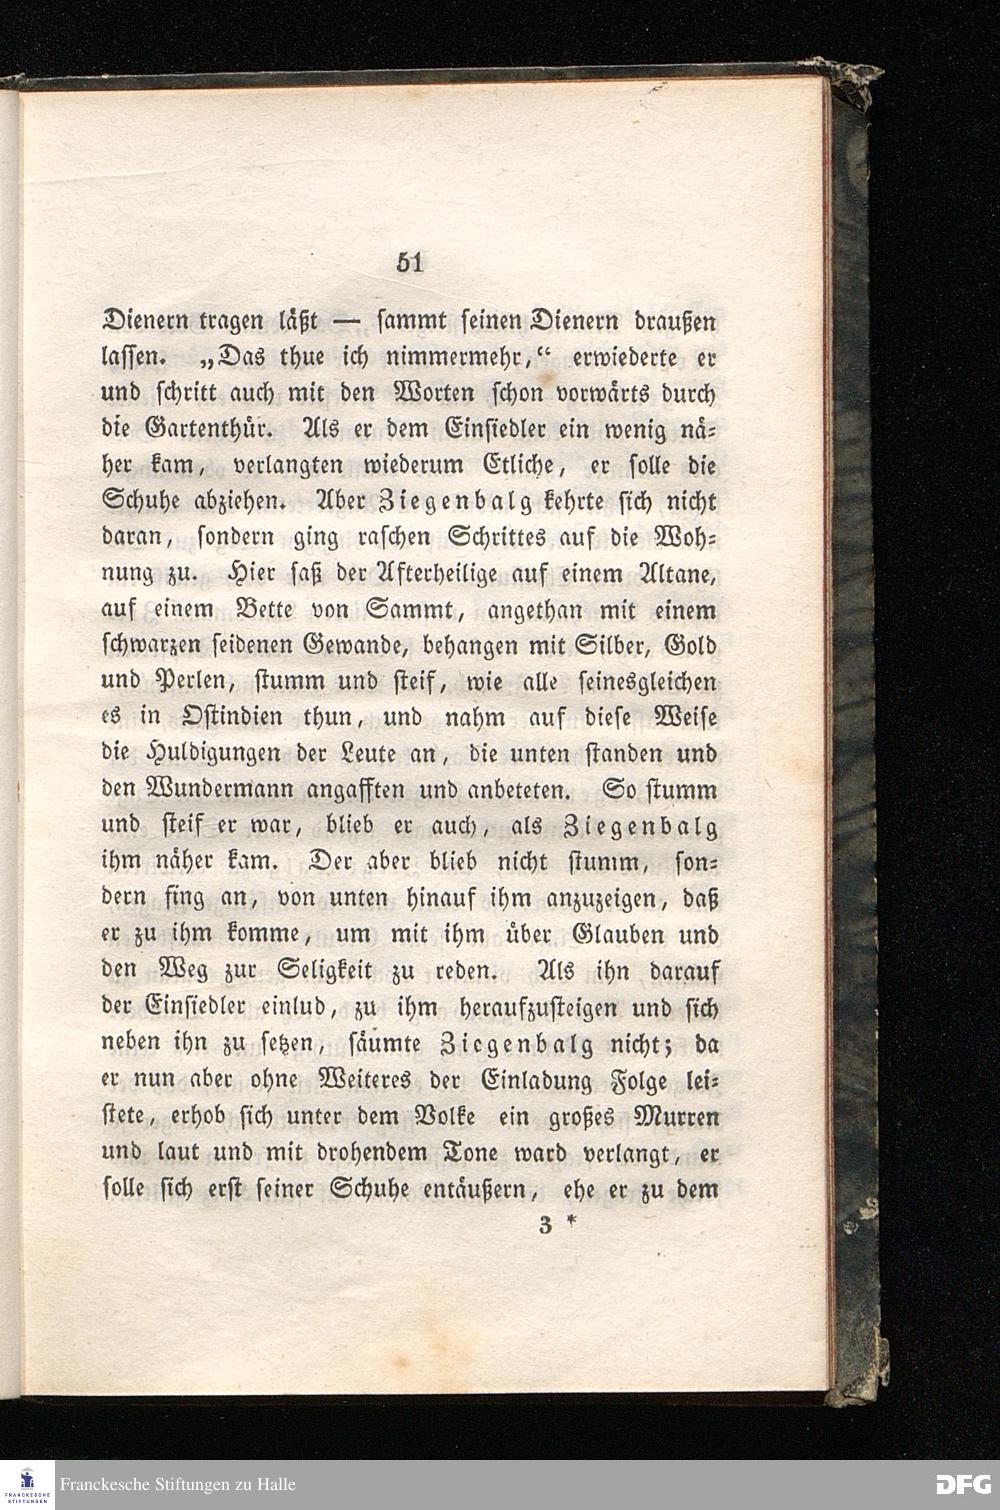 51
Dienern tragen läßt — sammt seinen Dienern draußen
lassen. „Das thue ich nimmermehr,“ erwiederte er
und schritt auch mit den Worten schon vorwärts durch
die Gartenthür. Als er dem Einsiedler ein wenig nä-
her kam, verlangten wiederum Etliche, er solle die
Schuhe abziehen. Aber Ziegenbalg kehrte sich nicht
daran, sondern ging raschen Schrittes auf die Woh-
nung zu. Hier saß der Afterheilige auf einem Altane,
auf einem Bette von Sammt, angethan mit einem
schwarzen seidenen Gewande, behangen mit Silber, Gold
und Perlen, stumm und steif, wie alle seinesgleichen
es in Ostindien thun, und nahm auf diese Weise
die Huldigungen der Leute an, die unten standen und
den Wundermann angafften und anbeteten. So stumm
und steif er war, blieb er auch, als Ziegenbalg
ihm näher kam. Der aber blieb nicht stumm, son-
dern fing an, von unten hinauf ihm anzuzeigen, daß
er zu ihm komme, um mit ihm über Glauben und
den Weg zur Seligkeit zu reden. Als ihn darauf
der Einsiedler einlud, zu ihm heraufzusteigen und sich
neben ihn zu setzen, säumte Ziegenbalg nicht; da
er nun aber ohne Weiteres der Einladung Folge lei-
stete, erhob sich unter dem Volke ein großes Murren
und laut und mit drohendem Tone ward verlangt, er
solle sich erst seiner Schuhe entäußern, ehe er zu dem
3 *
FRANCKESCHE
STIFTUNGEN
Franckesche Stiftungen zu Halle
DFG